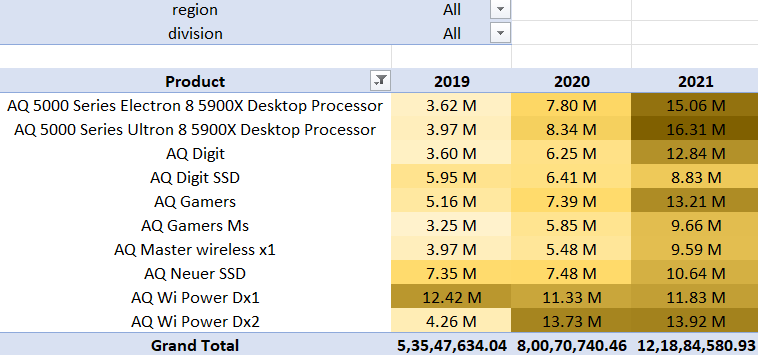 region All
division All
Product 2019 2020 2021
AQ 5000 Series Electron 8 5900X Desktop Processor 3.62 M 7.80 M 15.06 M
AQ 5000 Series Ultron 8 5900X Desktop Processor 3.97 M 8.34 M 16.31 M
AQ Digit 3.60 M 6.25 M 12.84 M
AQ Digit SSD 5.95 M 6.41 M 8.83 M
AQ Gamers 5.16 M 7.39 M 13.21 M
AQ Gamers Ms 3.25 M 5.85 M 9.66 M
AQ Master wireless x1 3.97 M 5.48 M 9.59 M
AQ Neuer SSD 7.35 M 7.48 M 10.64 M
AQ Wi Power Dx1 12.42 M 11.33 M 11.83 M
AQ Wi Power Dx2 4.26 M 13.73 M 13.92 M
Grand Total 5,35,47,634.04 8,00,70,740.46 12,18,84,580.93